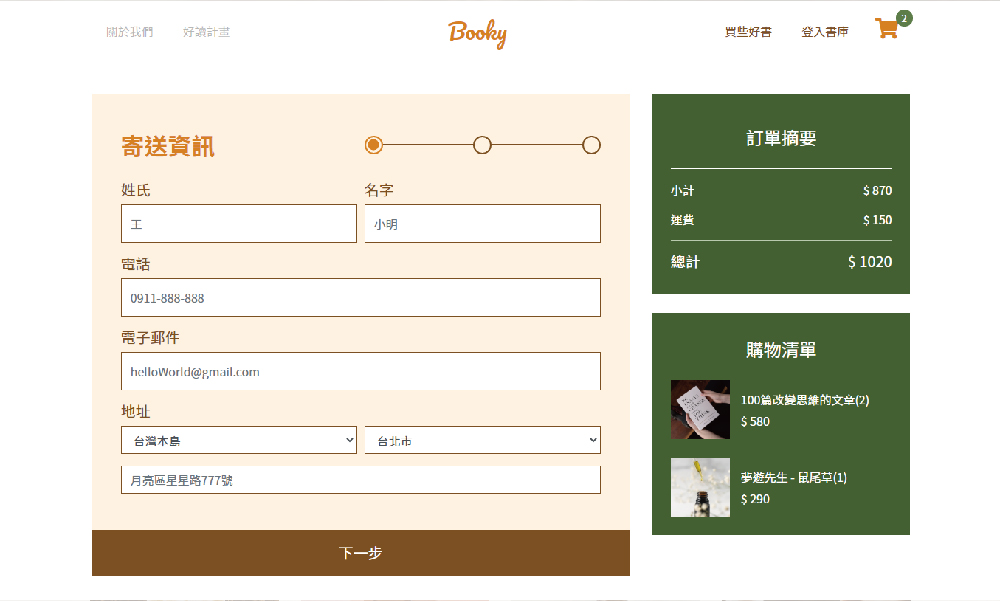 關於我們 好讀計畫 Booky 買些好書 登入書庫 2
寄送資訊
姓氏 名字
王 小明
電話
0911-888-888
電子郵件
helloWorld@gmail.com
地址
台灣本島 台北市
月亮區星星路777號
下一步
訂單摘要
小計 $ 870
運費 $ 150
總計 $ 1020
購物清單
100篇改變思維的文章(2)
$ 580
夢遊先生 - 鼠尾草(1)
$ 290